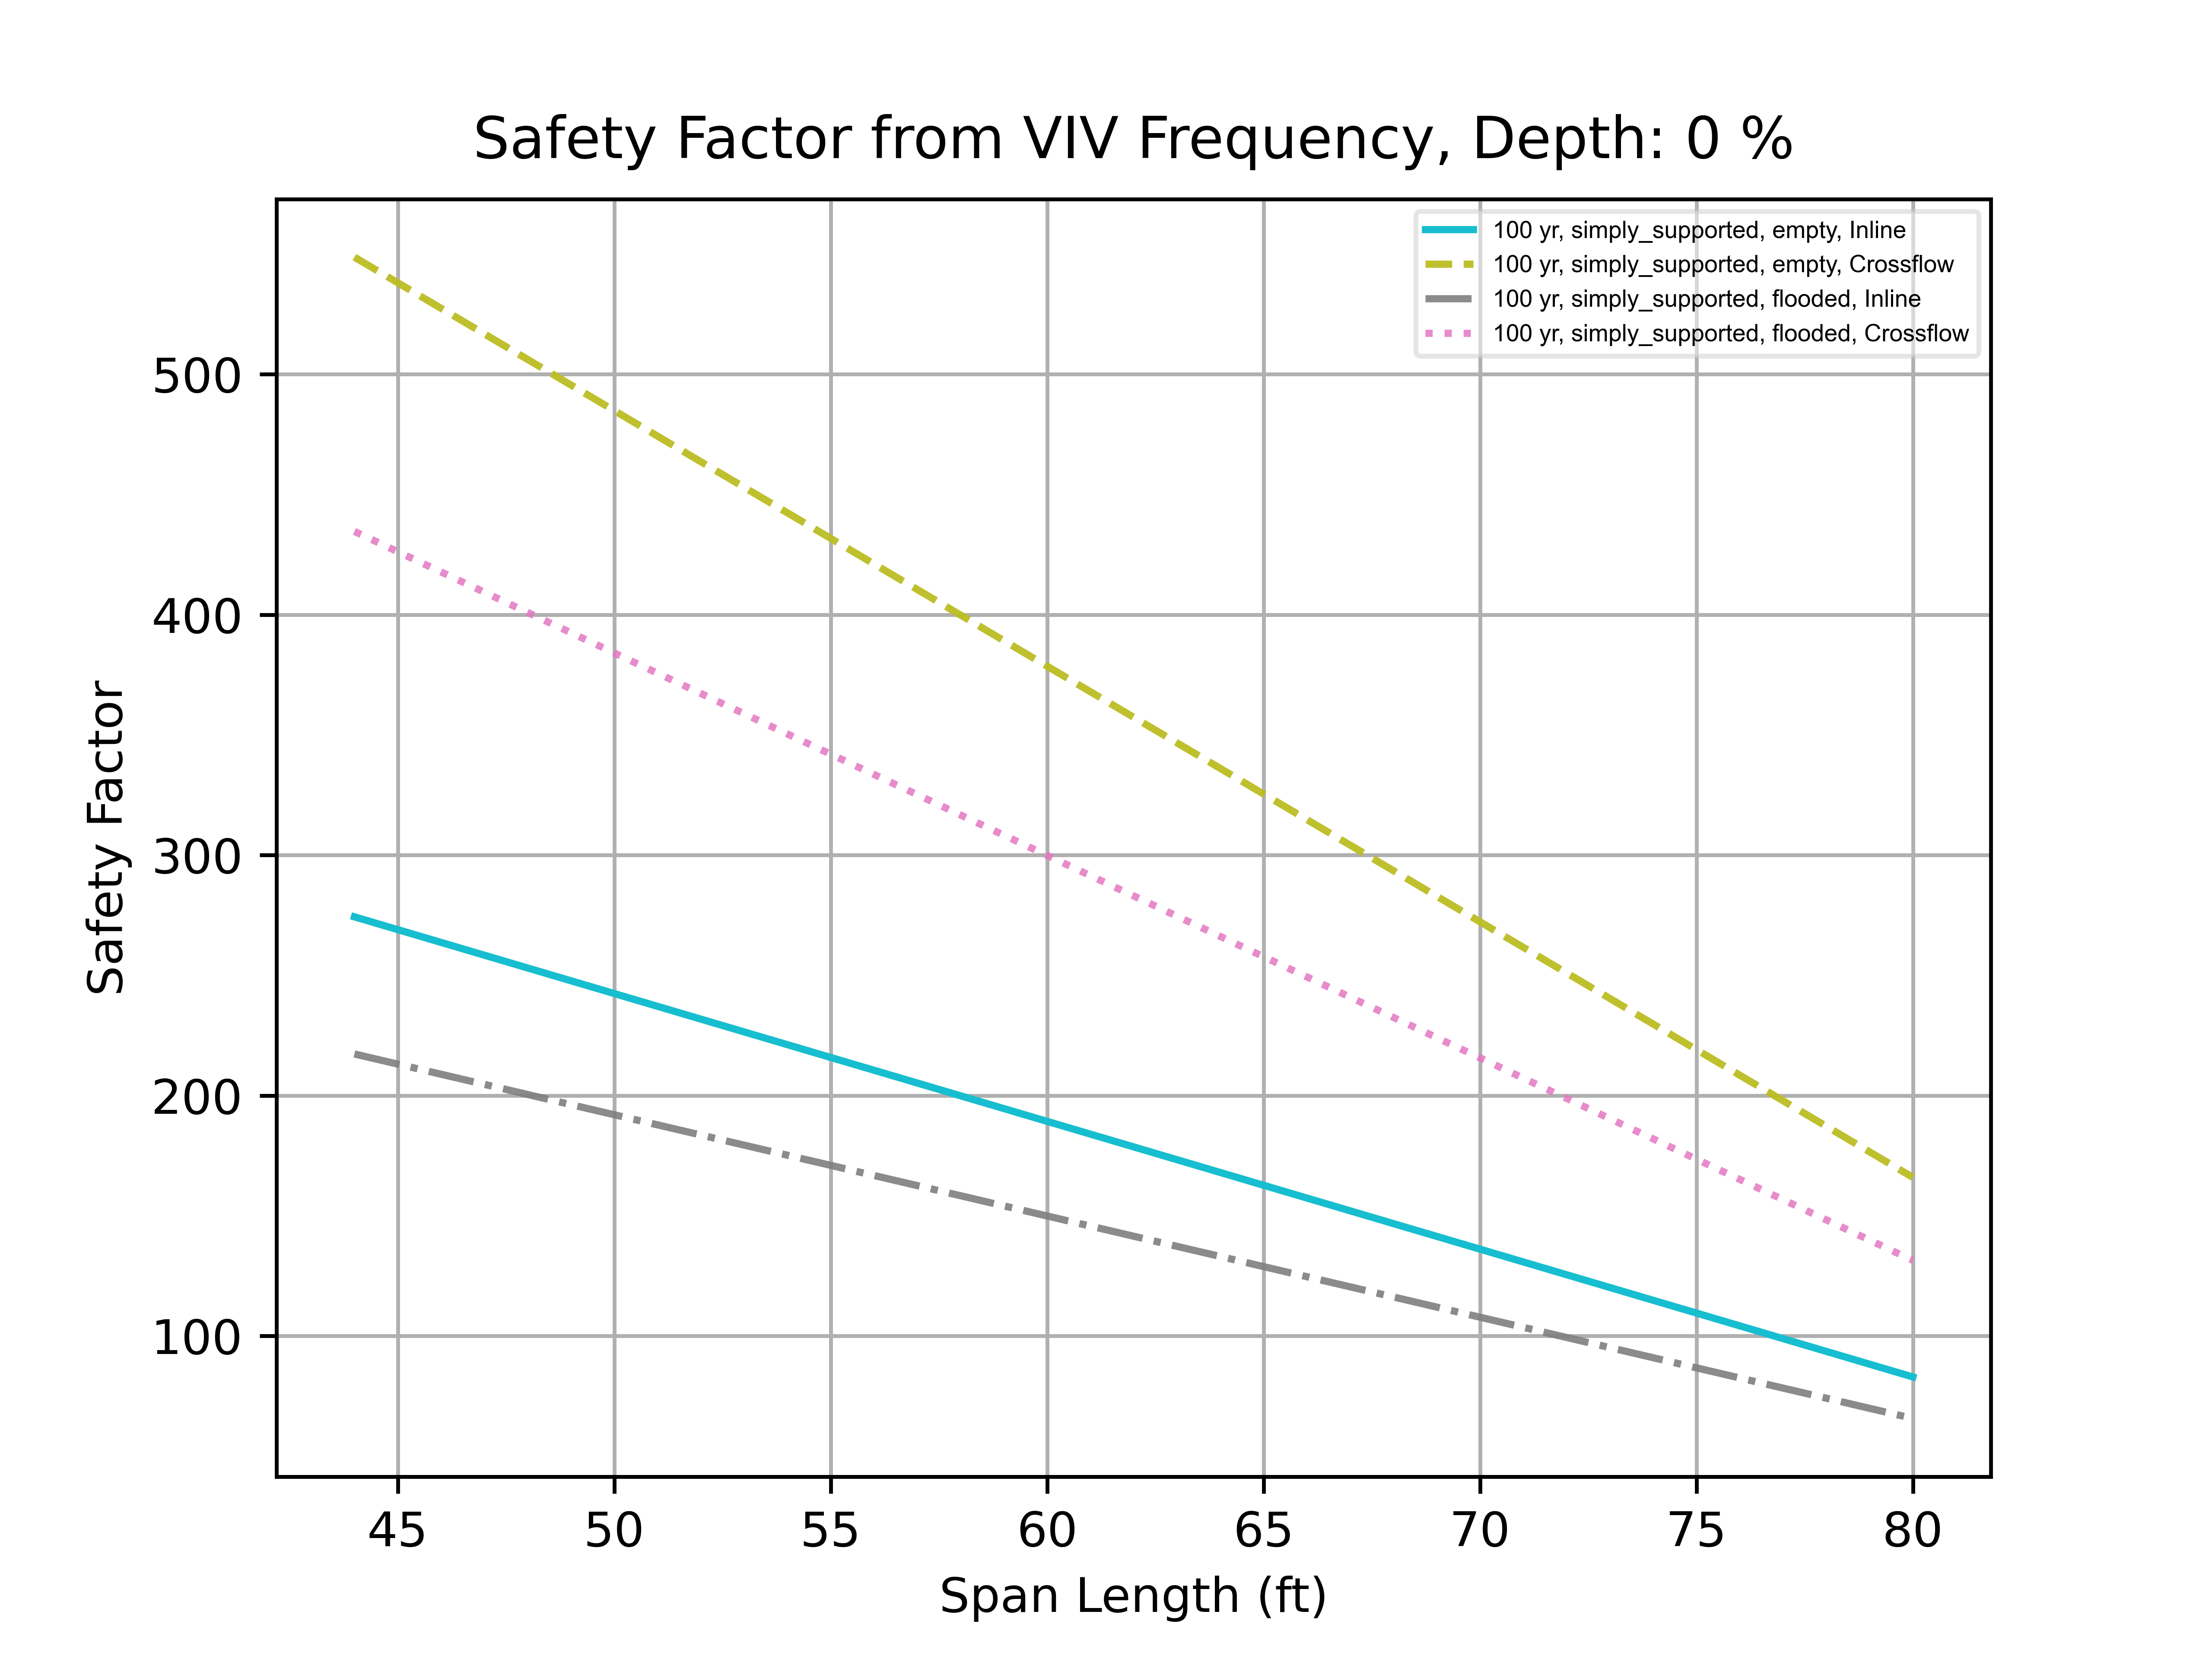 Safety Factor from VIV Frequency, Depth: 0 %
100 yr, simply_supported, empty, Inline
100 yr, simply_supported, empty, Crossflow
100 yr, simply_supported, flooded, Inline
100 yr, simply_supported, flooded, Crossflow
Safety Factor
500
400
300
200
100
45 50 55 60 65 70 75 80
Span Length (ft)